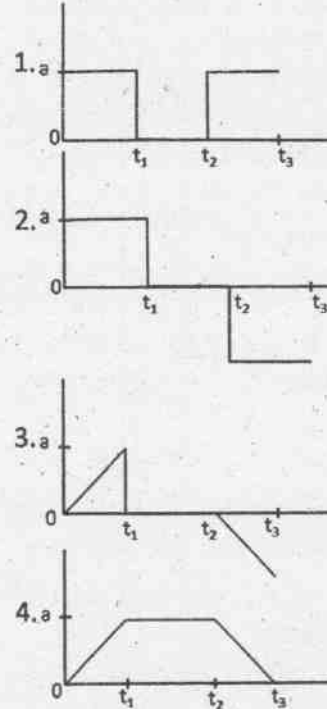 1. a
0
t₁ t₂ t₃
2. a
0
t₁ t₂ t₃
3. a
0
t₁ t₂ t₃
4. a
0
t₁ t₂ t₃